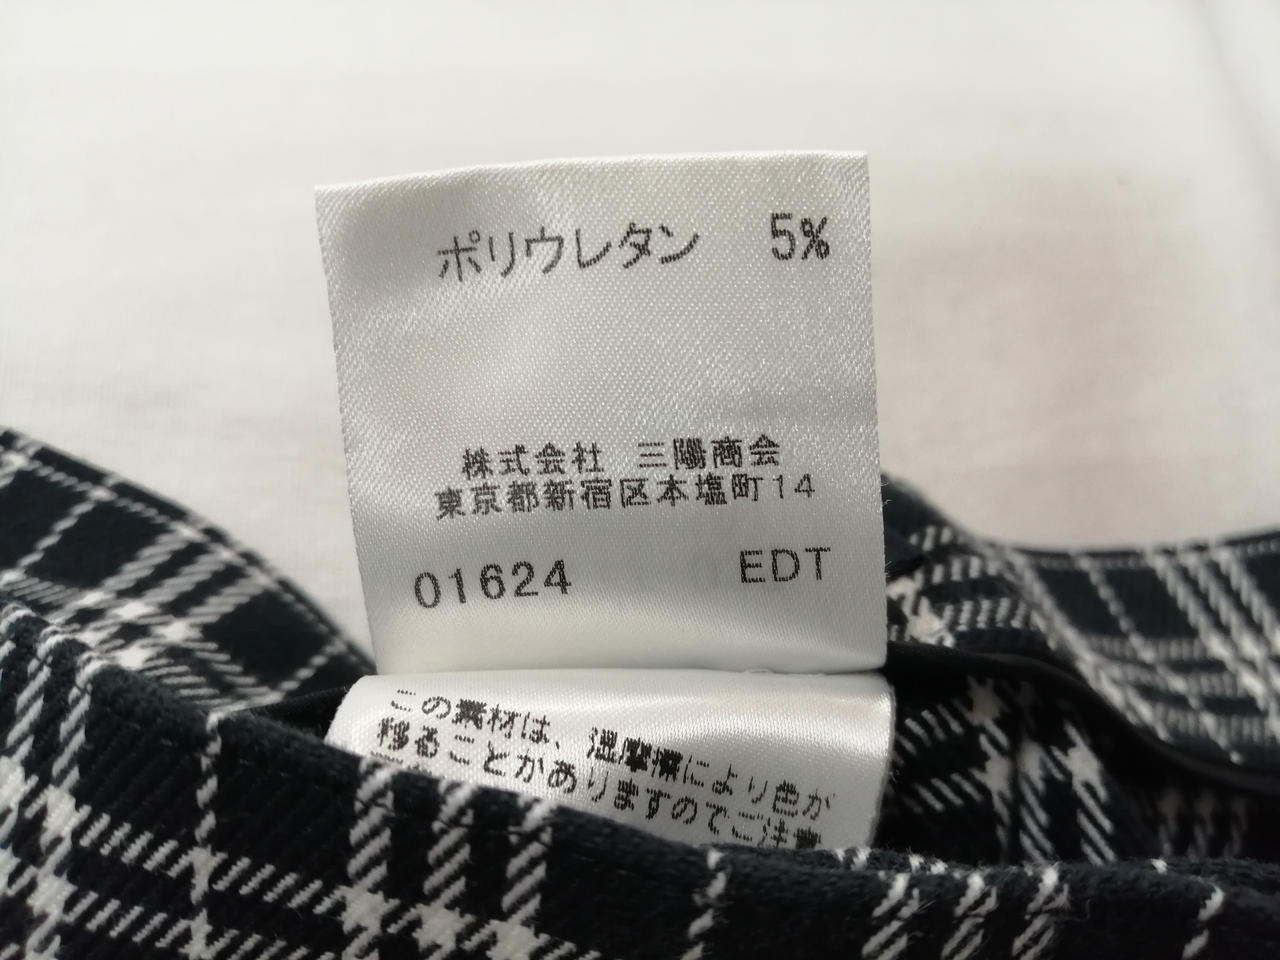 ポリウレタン 5%
株式会社 三陽商会
東京都新宿区本塩町14
01624 EDT
この素材は、湿摩擦により色が
移ることがありますのでご注意